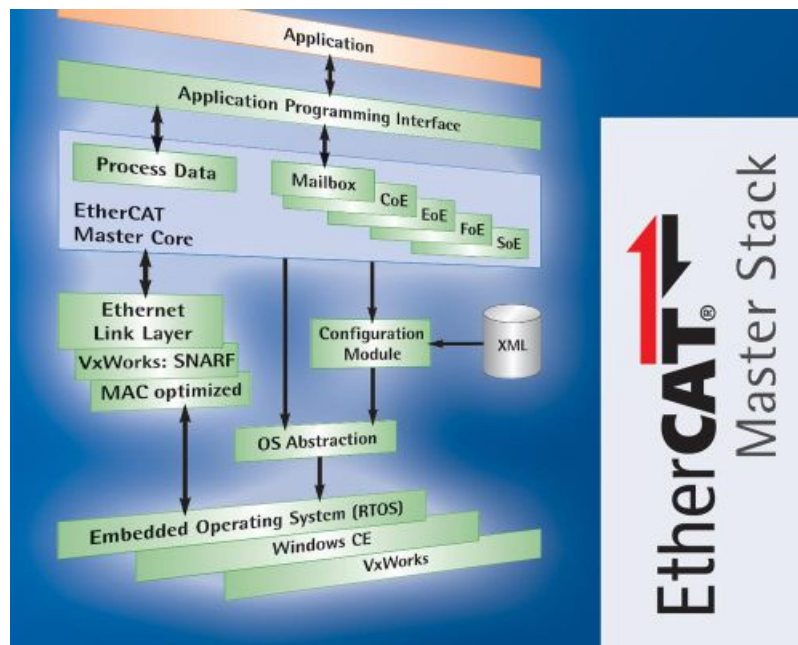 Application
Application Programming Interface
Process Data
Mailbox
CoE
EoE
FoE
SoE
EtherCAT
Master Core
Ethernet
Link Layer
VxWorks: SNARF
MAC optimized
Configuration
Module
XML
OS Abstraction
Embedded Operating System (RTOS)
Windows CE
VxWorks
EtherCAT®
Master Stack